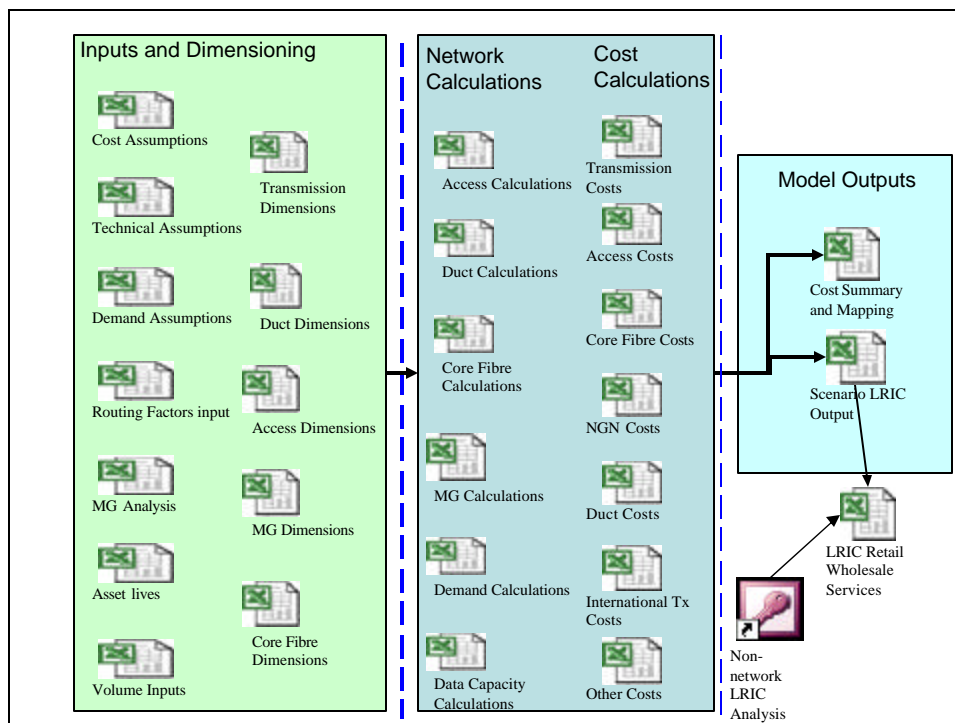 Inputs and Dimensioning
Cost Assumptions
Technical Assumptions
Demand Assumptions
Routing Factors input
MG Analysis
Asset lives
Volume Inputs
Transmission
Dimensions
Duct Dimensions
Access Dimensions
MG Dimensions
Core Fibre
Dimensions
Network
Calculations
Access Calculations
Duct Calculations
Core Fibre
Calculations
MG Calculations
Demand Calculations
Data Capacity
Calculations
Cost
Calculations
Transmission
Costs
Access Costs
Core Fibre Costs
NGN Costs
Duct Costs
International Tx
Costs
Other Costs
Model Outputs
Cost Summary
and Mapping
Scenario LRIC
Output
LRIC Retail
Wholesale
Services
Non-
network
LRIC
Analysis